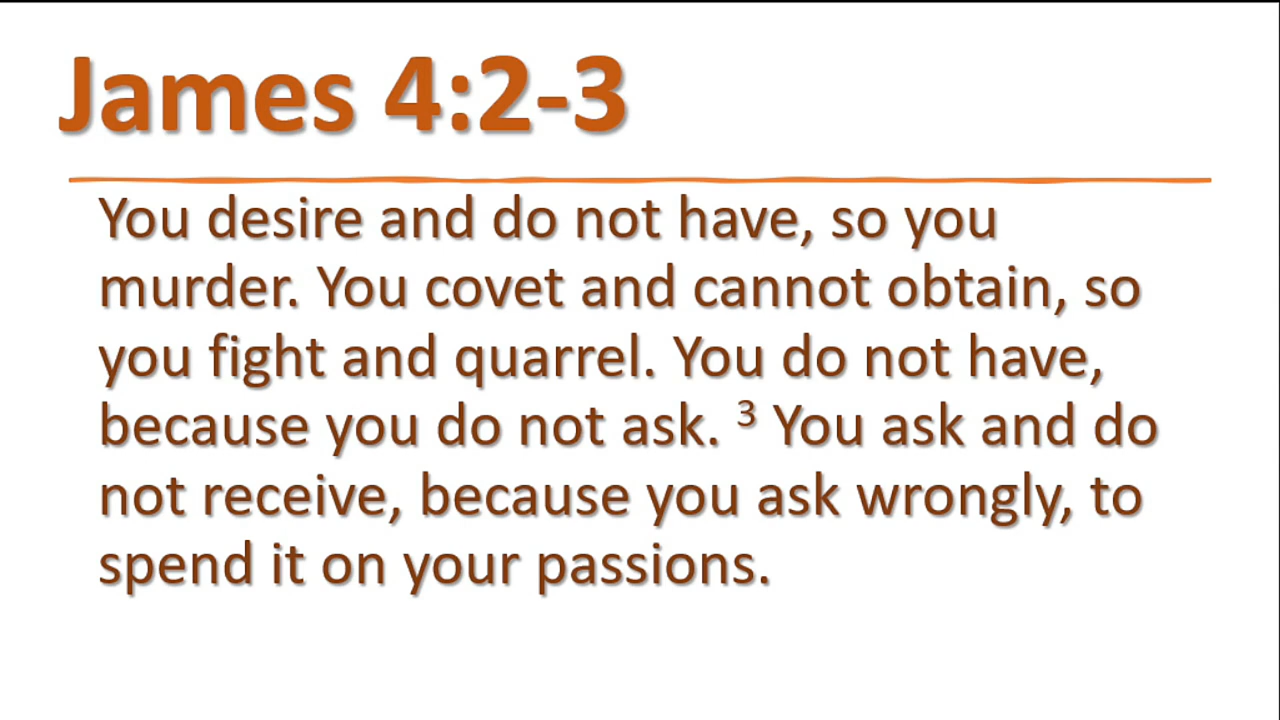 James 4:2-3
You desire and do not have, so you
murder. You covet and cannot obtain, so
you fight and quarrel. You do not have,
because you do not ask. ³ You ask and do
not receive, because you ask wrongly, to
spend it on your passions.